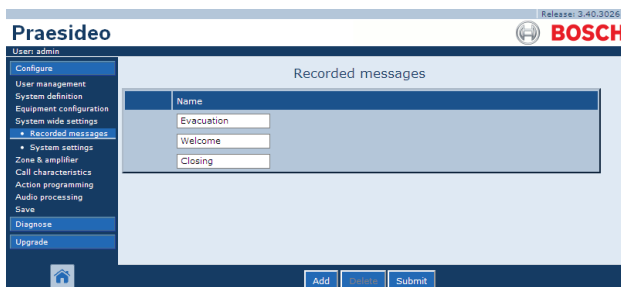 Release: 3.40.3026
Praesideo
BOSCH
User: admin
Configure
User management
System definition
Equipment configuration
System wide settings
• Recorded messages
• System settings
Zone & amplifier
Call characteristics
Action programming
Audio processing
Save
Diagnose
Upgrade
Recorded messages
Name
Evacuation
Welcome
Closing
Add Delete Submit